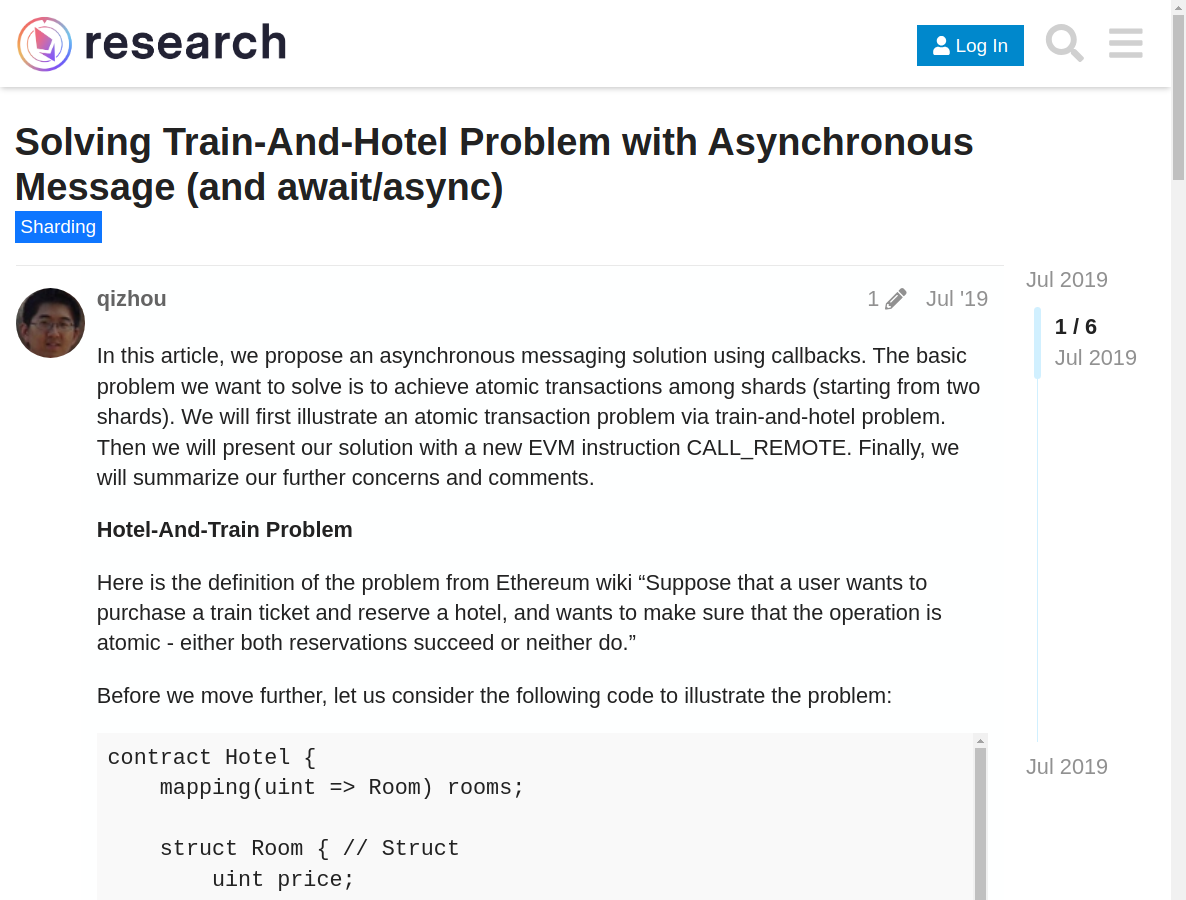 research
Log In
Solving Train-And-Hotel Problem with Asynchronous
Message (and await/async)
Sharding
qizhou
1
Jul '19
Jul 2019
1 / 6
Jul 2019
In this article, we propose an asynchronous messaging solution using callbacks. The basic
problem we want to solve is to achieve atomic transactions among shards (starting from two
shards). We will first illustrate an atomic transaction problem via train-and-hotel problem.
Then we will present our solution with a new EVM instruction CALL_REMOTE. Finally, we
will summarize our further concerns and comments.
Hotel-And-Train Problem
Here is the definition of the problem from Ethereum wiki “Suppose that a user wants to
purchase a train ticket and reserve a hotel, and wants to make sure that the operation is
atomic - either both reservations succeed or neither do.”
Before we move further, let us consider the following code to illustrate the problem:
contract Hotel {
    mapping(uint => Room) rooms;
    struct Room { // Struct
        uint price;
Jul 2019